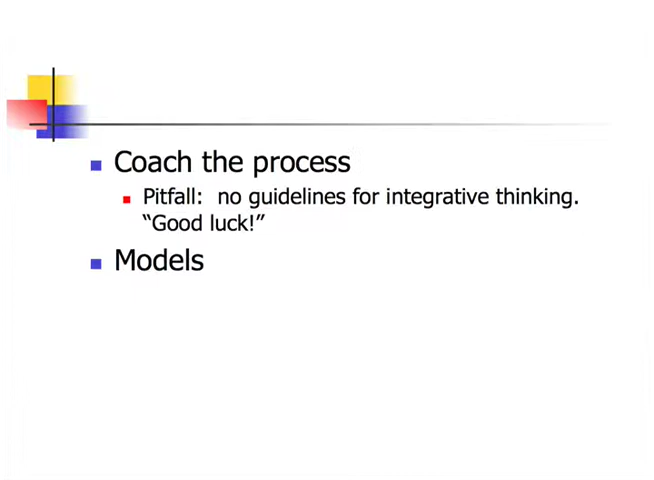 Coach the process
Pitfall:  no guidelines for integrative thinking.
“Good luck!”
Models